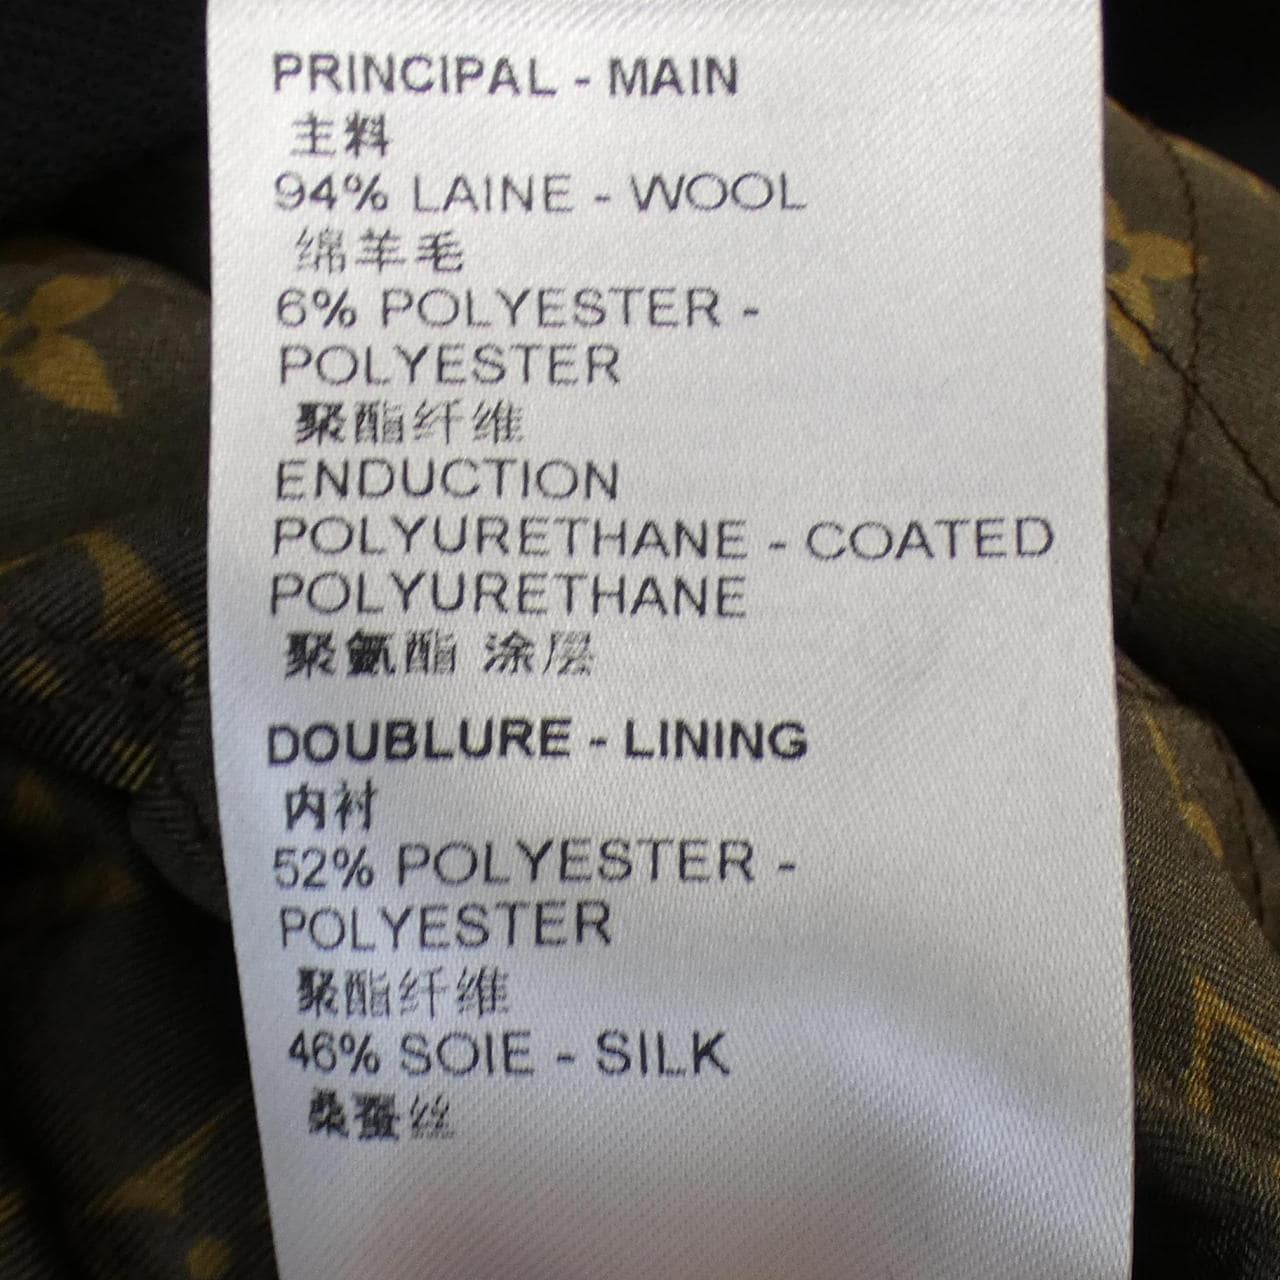 PRINCIPAL - MAIN
主料
94% LAINE - WOOL
绵羊毛
6% POLYESTER -
POLYESTER
聚酯纤维
ENDUCTION
POLYURETHANE - COATED
POLYURETHANE
聚氨酯 涂层
DOUBLURE - LINING
内衬
52% POLYESTER -
POLYESTER
聚酯纤维
46% SOIE - SILK
桑蚕丝